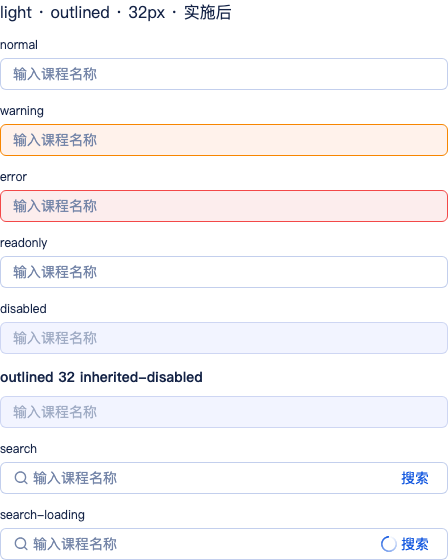 light · outlined · 32px · 实施后
normal
输入课程名称
warning
输入课程名称
error
输入课程名称
readonly
输入课程名称
disabled
输入课程名称
outlined 32 inherited-disabled
输入课程名称
search
输入课程名称 搜索
search-loading
输入课程名称 搜索